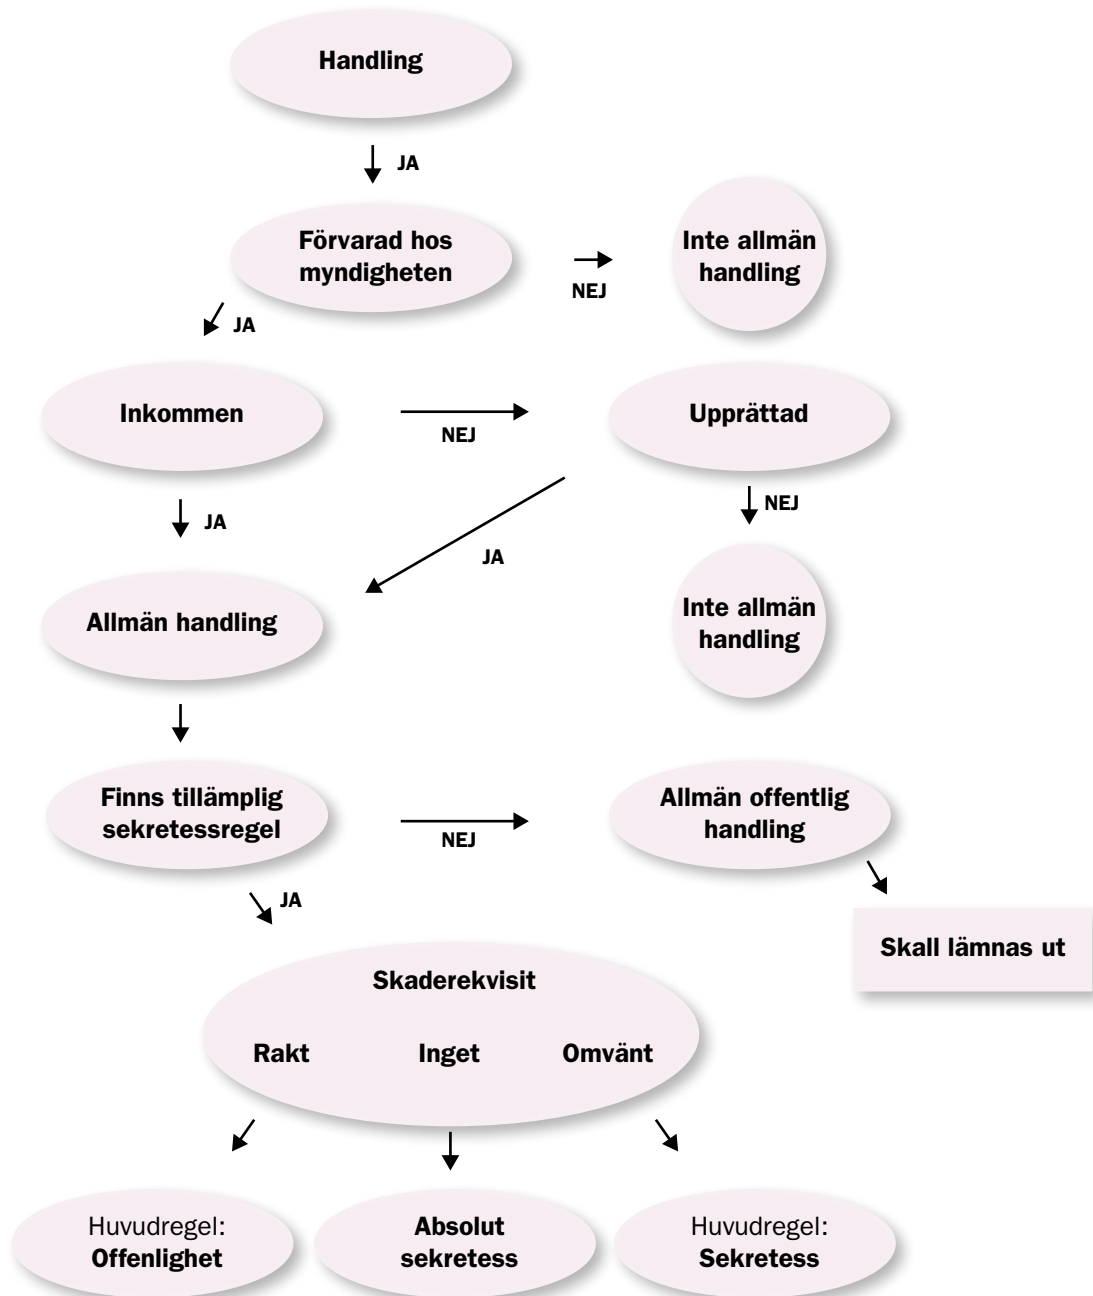 Handling
JA
Förvarad hos
myndigheten
NEJ
Inte allmän
handling
JA
Inkommen
NEJ
Upprättad
JA
JA
NEJ
Allmän handling
Inte allmän
handling
Finns tillämplig
sekretessregel
NEJ
Allmän offentlig
handling
JA
Skall lämnas ut
Skaderekvisit
Rakt Inget Omvänt
Huvudregel:
Offenlighet
Absolut
sekretess
Huvudregel:
Sekretess